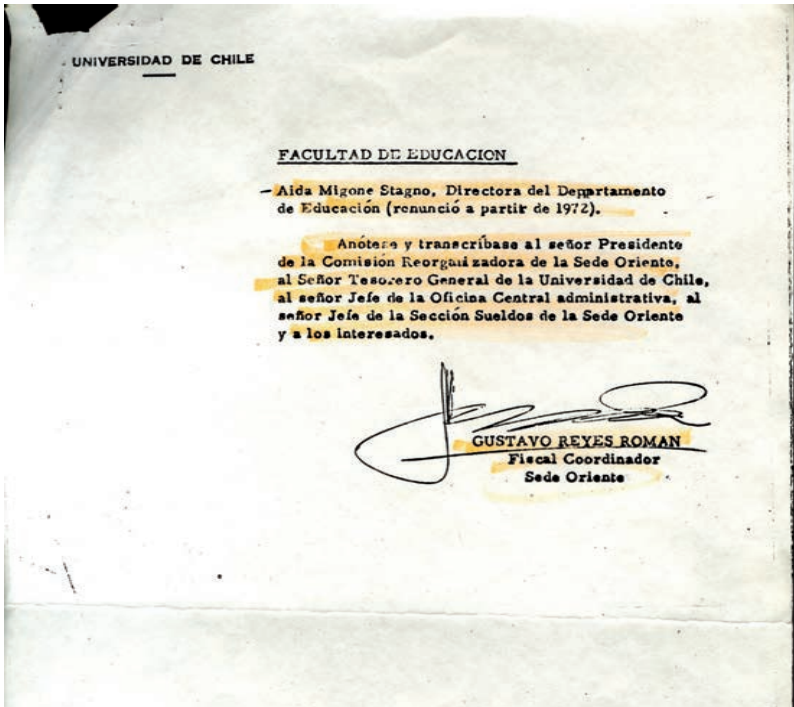 UNIVERSIDAD DE CHILE
FACULTAD DE EDUCACION
- Aida Migone Stagno, Directora del Departamento
de Educación (renunció a partir de 1972).
Anótese y transcríbase al señor Presidente
de la Comisión Reorganizadora de la Sede Oriente,
al Señor Tesorero General de la Universidad de Chile,
al señor Jefe de la Oficina Central administrativa, al
señor Jefe de la Sección Sueldos de la Sede Oriente
y a los interesados.
GUSTAVO REYES ROMAN
Fiscal Coordinador
Sede Oriente